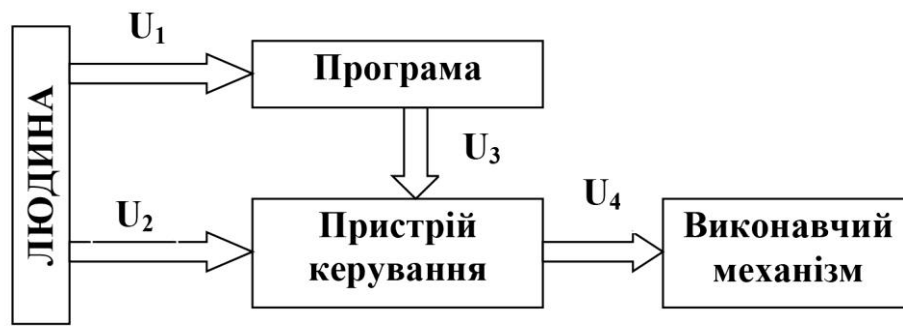 ЛЮДИНА
U1
Програма
U3
U2
Пристрій
керування
U4
Виконавчий
механізм